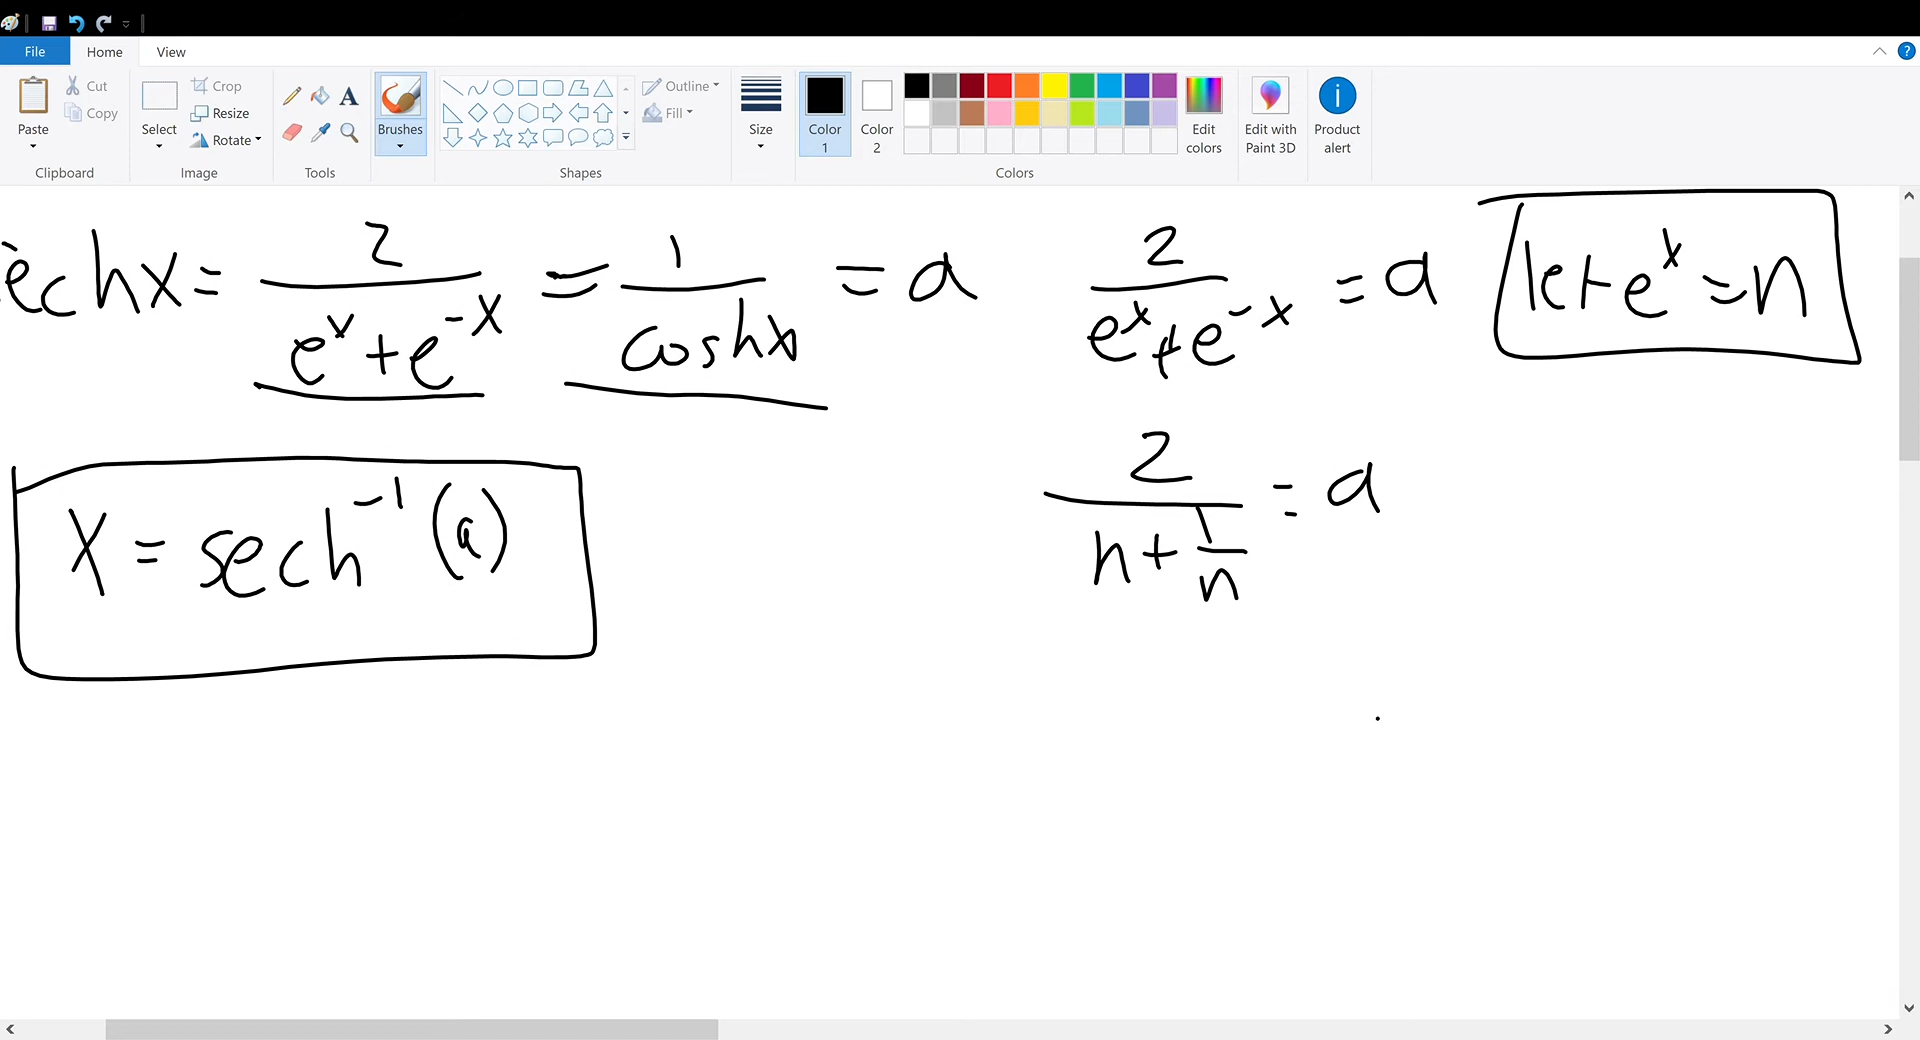 File Home View
Paste Cut Copy Clipboard
Select Crop Resize Rotate Image
A Tools
Brushes
Outline Fill Shapes
Size
Color 1 Color 2 Edit colors Colors
Edit with Paint 3D
Product alert
echx = 2/(e^x + e^-x) = 1/coshx = a
2/(e^x + e^-x) = a
let e^x = n
x = sech^-1 (a)
2/(n + 1/n) = a